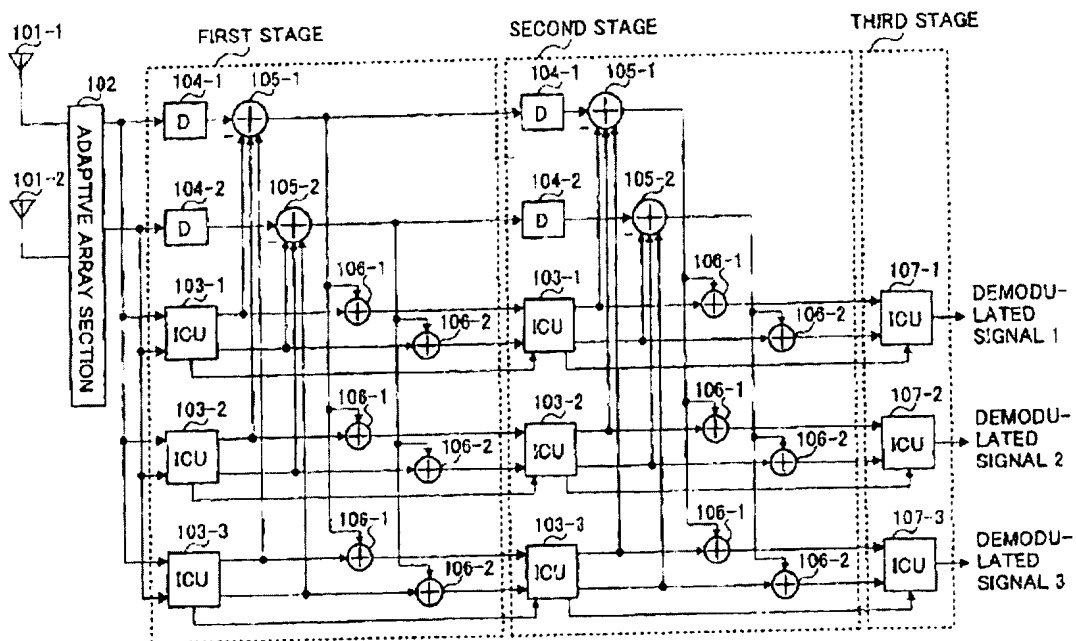 FIRST STAGE
SECOND STAGE
THIRD STAGE
101-1
102
104-1
105-1
104-1
105-1
D
D
101-2
104-2
105-2
104-2
105-2
D
D
ADAPTIVE ARRAY SECTION
103-1
106-1
103-1
106-1
107-1
ICU
106-2
ICU
106-2
ICU
DEMODU-
LATED
SIGNAL 1
103-2
106-1
103-2
106-1
107-2
ICU
106-2
ICU
106-2
ICU
DEMODU-
LATED
SIGNAL 2
103-3
106-1
103-3
106-1
107-3
ICU
106-2
ICU
106-2
ICU
DEMODU-
LATED
SIGNAL 3